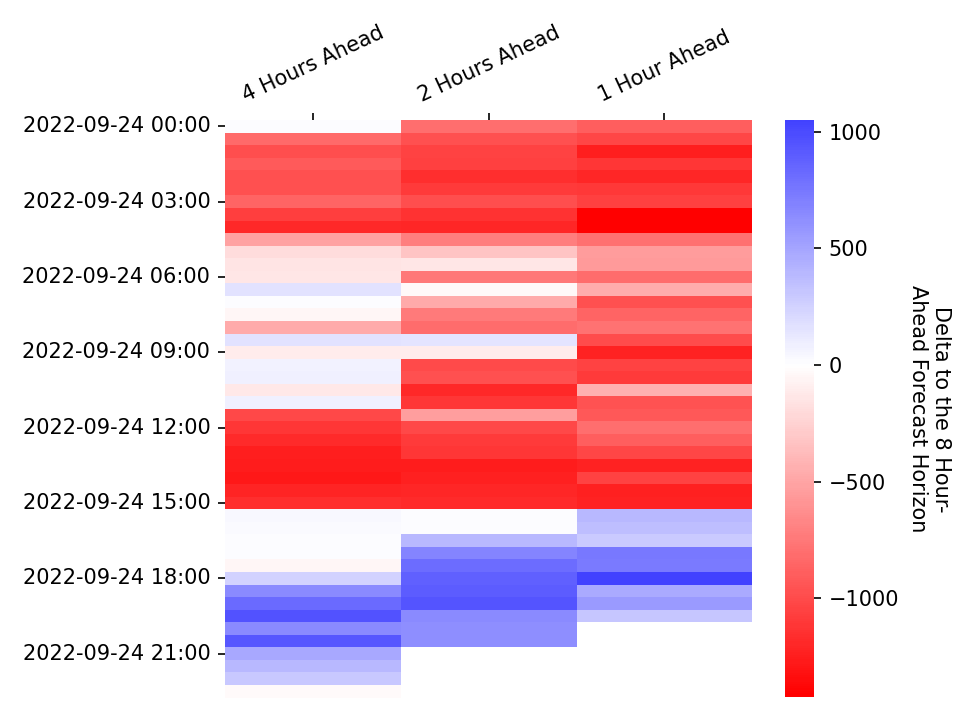 4 Hours Ahead
2 Hours Ahead
1 Hour Ahead
2022-09-24 00:00
2022-09-24 03:00
2022-09-24 06:00
2022-09-24 09:00
2022-09-24 12:00
2022-09-24 15:00
2022-09-24 18:00
2022-09-24 21:00
1000
500
0
−500
−1000
Delta to the 8 Hour-
Ahead Forecast Horizon